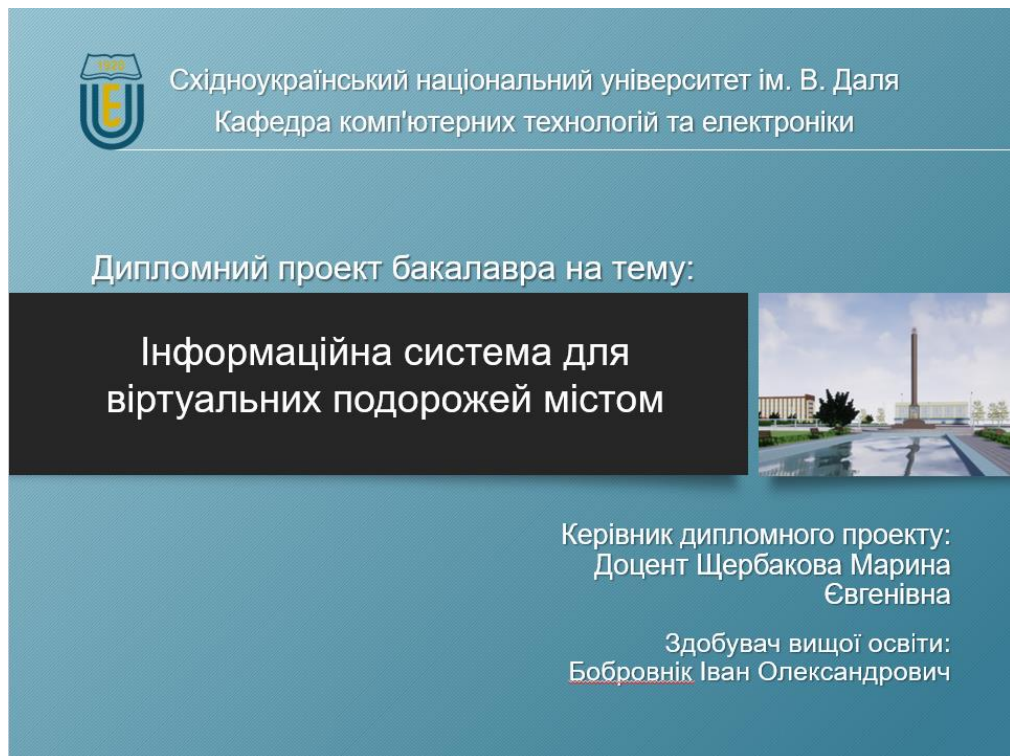 1920
Східноукраїнський національний університет ім. В. Даля
Кафедра комп'ютерних технологій та електроніки
Дипломний проект бакалавра на тему:
Інформаційна система для
віртуальних подорожей містом
Керівник дипломного проекту:
Доцент Щербакова Марина
Євгенівна
Здобувач вищої освіти:
Бобровнік Іван Олександрович